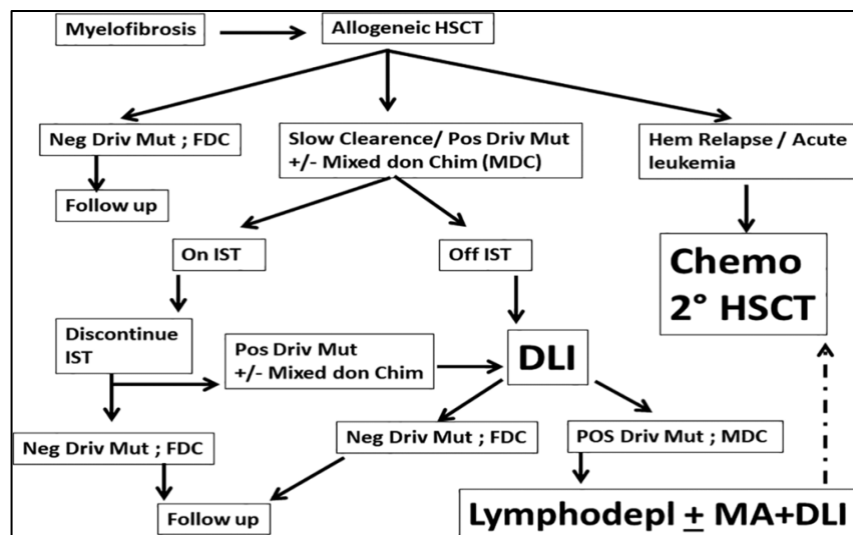 Myelofibrosis
Allogeneic HSCT
Neg Driv Mut ; FDC
Slow Clearence/ Pos Driv Mut
+/- Mixed don Chim (MDC)
Hem Relapse / Acute
leukemia
Follow up
On IST
Off IST
Chemo
2° HSCT
Discontinue
IST
Pos Driv Mut
+/- Mixed don Chim
DLI
Neg Driv Mut ; FDC
Neg Driv Mut ; FDC
POS Driv Mut ; MDC
Follow up
Lymphodepl ± MA+DLI